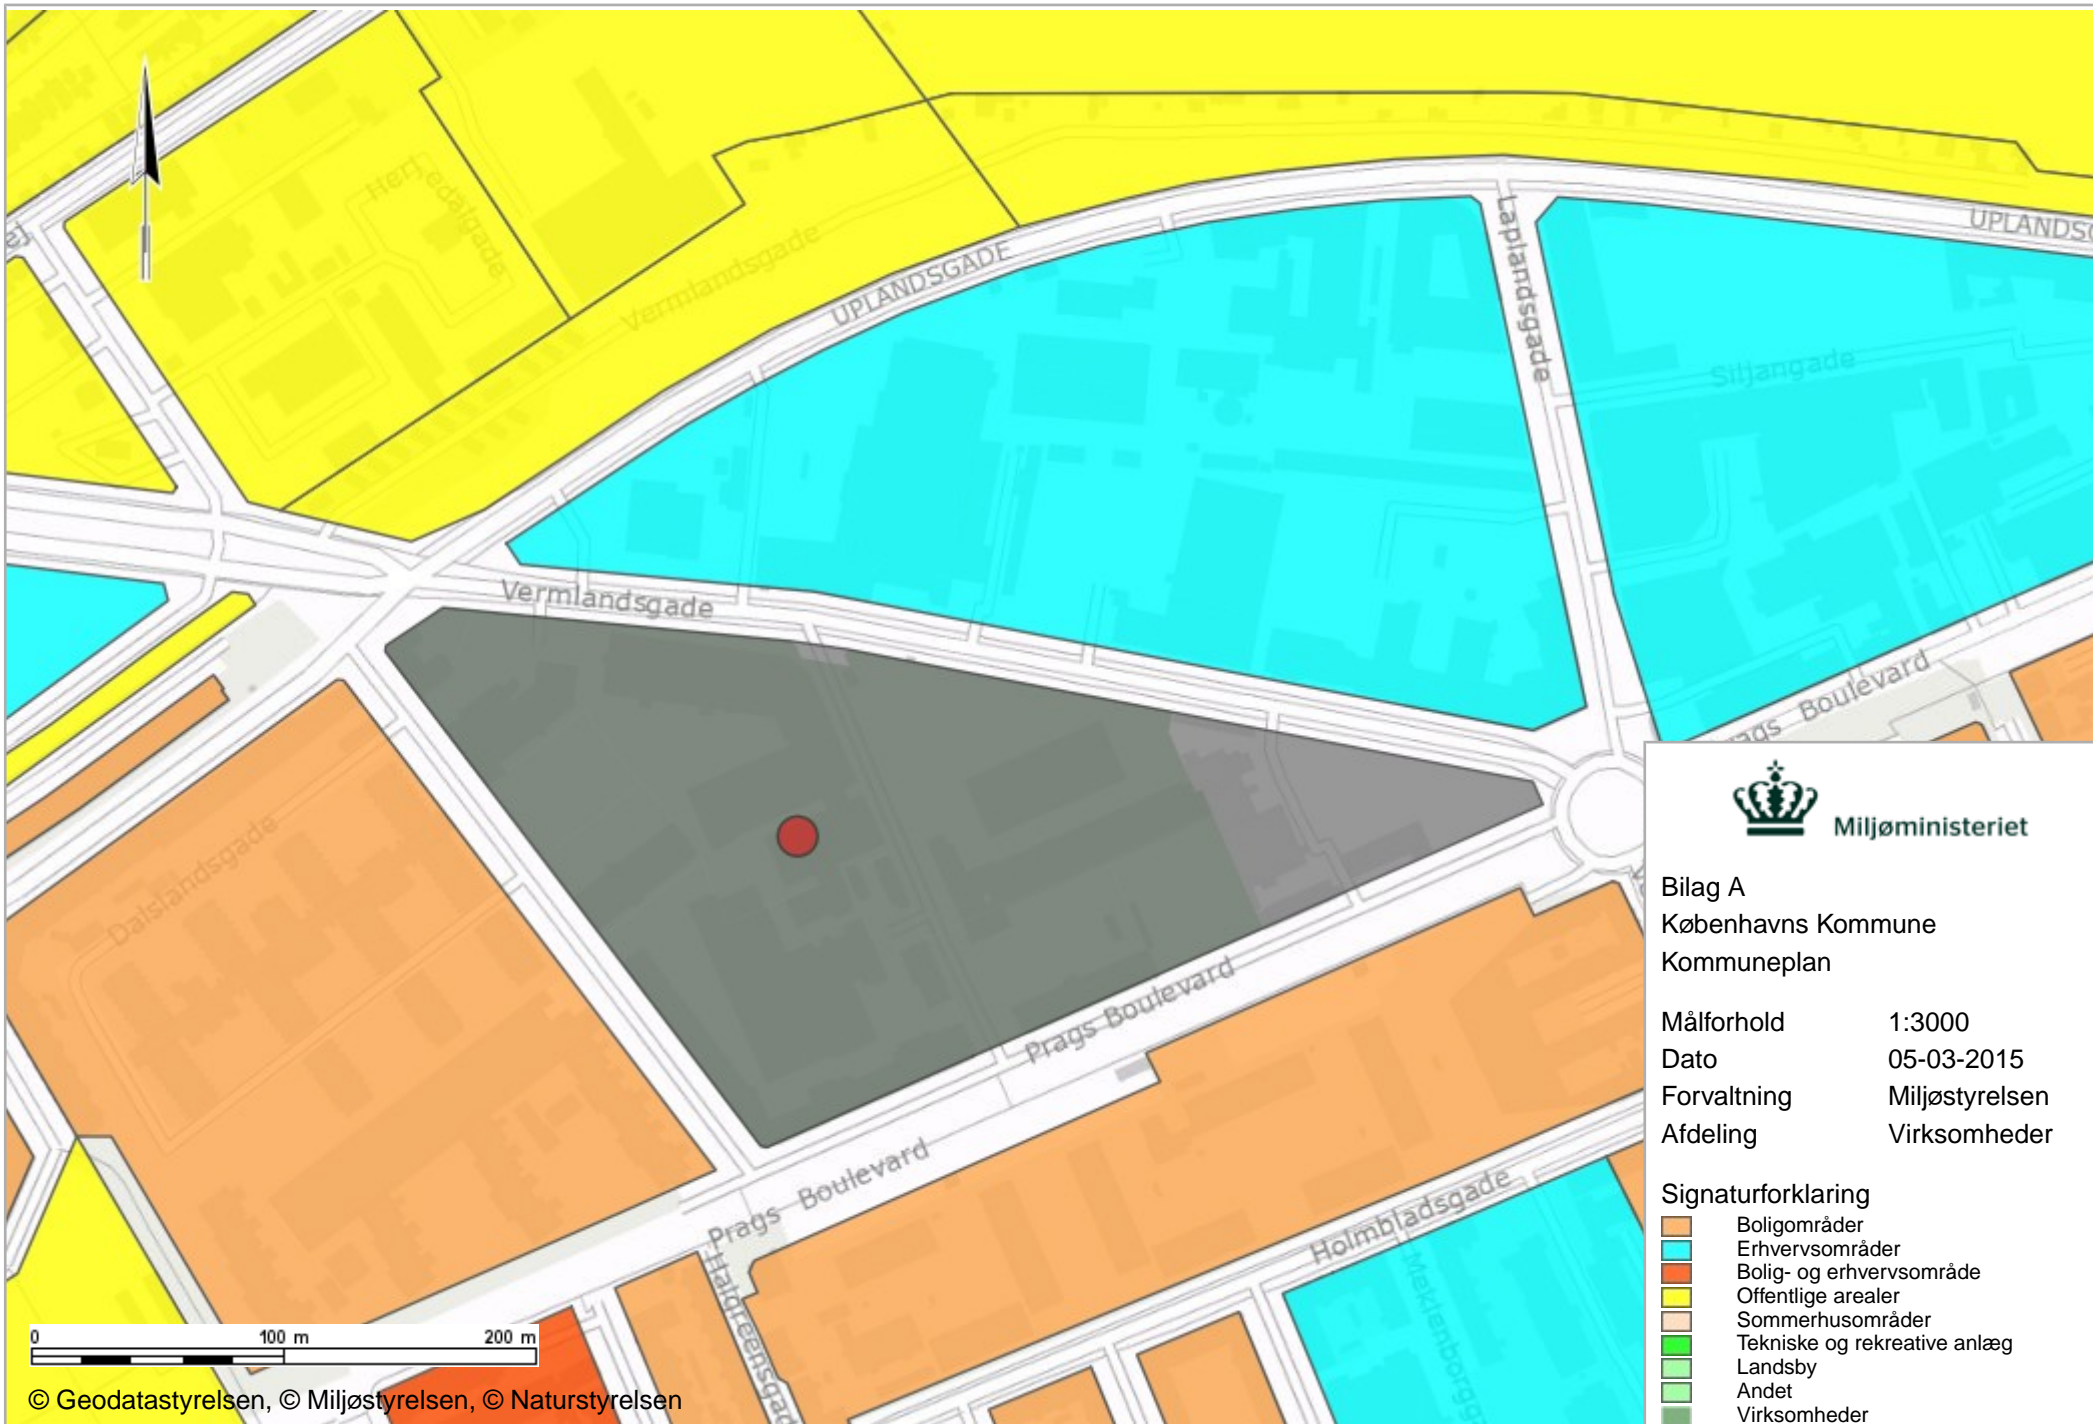 Herjedalgade
Vermlandsgade
UPLANDSGADE
Laplandsgade
UPLANDSG
Siljangade
Vermlandsgade
Prags Boulevard
Dalslandsgade
Prags Boulevard
Prags Boulevard
Holmbladsgade
Halgreensgad
Meklenborgg
0 100 m 200 m
© Geodatastyrelsen, © Miljøstyrelsen, © Naturstyrelsen
Miljøministeriet
Bilag A
Københavns Kommune
Kommuneplan
Målforhold 1:3000
Dato 05-03-2015
Forvaltning Miljøstyrelsen
Afdeling Virksomheder
Signaturforklaring
Boligområder
Erhvervsområder
Bolig- og erhvervsområde
Offentlige arealer
Sommerhusområder
Tekniske og rekreative anlæg
Landsby
Andet
Virksomheder